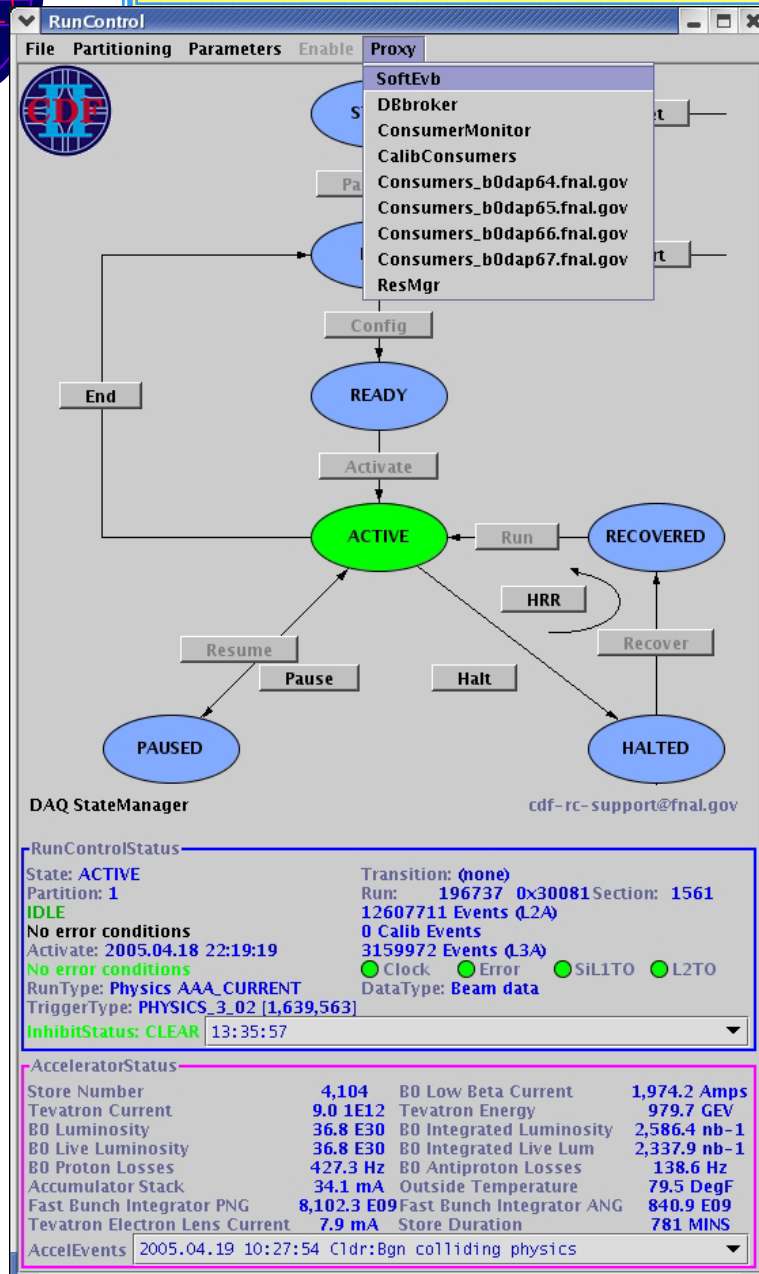 RunControl
File Partitioning Parameters Enable Proxy
SoftEvb
DBbroker
ConsumerMonitor
CalibConsumers
Consumers_b0dap64.fnal.gov
Consumers_b0dap65.fnal.gov
Consumers_b0dap66.fnal.gov
Consumers_b0dap67.fnal.gov
ResMgr
CDF
II
Config
End
READY
Activate
ACTIVE
Run
RECOVERED
HRR
Resume
Recover
Pause
Halt
PAUSED
HALTED
DAQ StateManager
cdf-rc-support@fnal.gov
RunControlStatus
State: ACTIVE Transition: (none)
Partition: 1 Run: 196737 0x30081 Section: 1561
IDLE 12607711 Events (L2A)
No error conditions 0 Calib Events
Activate: 2005.04.18 22:19:19 3159972 Events (L3A)
No error conditions Clock Error SiL1TO L2TO
RunType: Physics AAA_CURRENT DataType: Beam data
TriggerType: PHYSICS_3_02 [1,639,563]
InhibitStatus: CLEAR 13:35:57
AcceleratorStatus
Store Number 4,104 B0 Low Beta Current 1,974.2 Amps
Tevatron Current 9.0 1E12 Tevatron Energy 979.7 GEV
B0 Luminosity 36.8 E30 B0 Integrated Luminosity 2,586.4 nb-1
B0 Live Luminosity 36.8 E30 B0 Integrated Live Lum 2,337.9 nb-1
B0 Proton Losses 427.3 Hz B0 Antiproton Losses 138.6 Hz
Accumulator Stack 34.1 mA Outside Temperature 79.5 DegF
Fast Bunch Integrator PNG 8,102.3 E09 Fast Bunch Integrator ANG 840.9 E09
Tevatron Electron Lens Current 7.9 mA Store Duration 781 MINS
AccelEvents 2005.04.19 10:27:54 Cldr:Bgn colliding physics